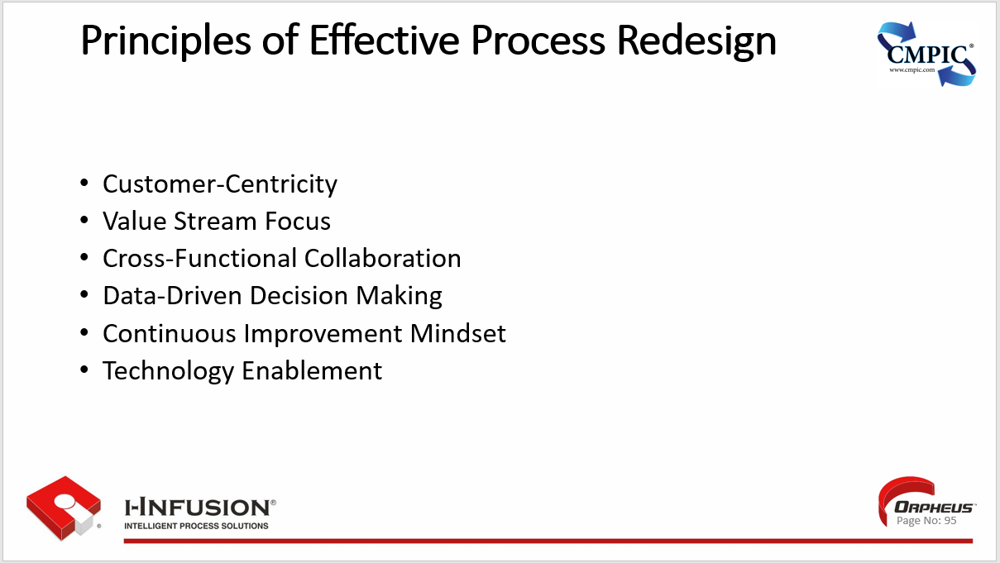 Principles of Effective Process Redesign
CMPIC®
www.cmpic.com
• Customer-Centricity
• Value Stream Focus
• Cross-Functional Collaboration
• Data-Driven Decision Making
• Continuous Improvement Mindset
• Technology Enablement
®
I-INFUSION®
INTELLIGENT PROCESS SOLUTIONS
ORPHEUS™
Page No: 95